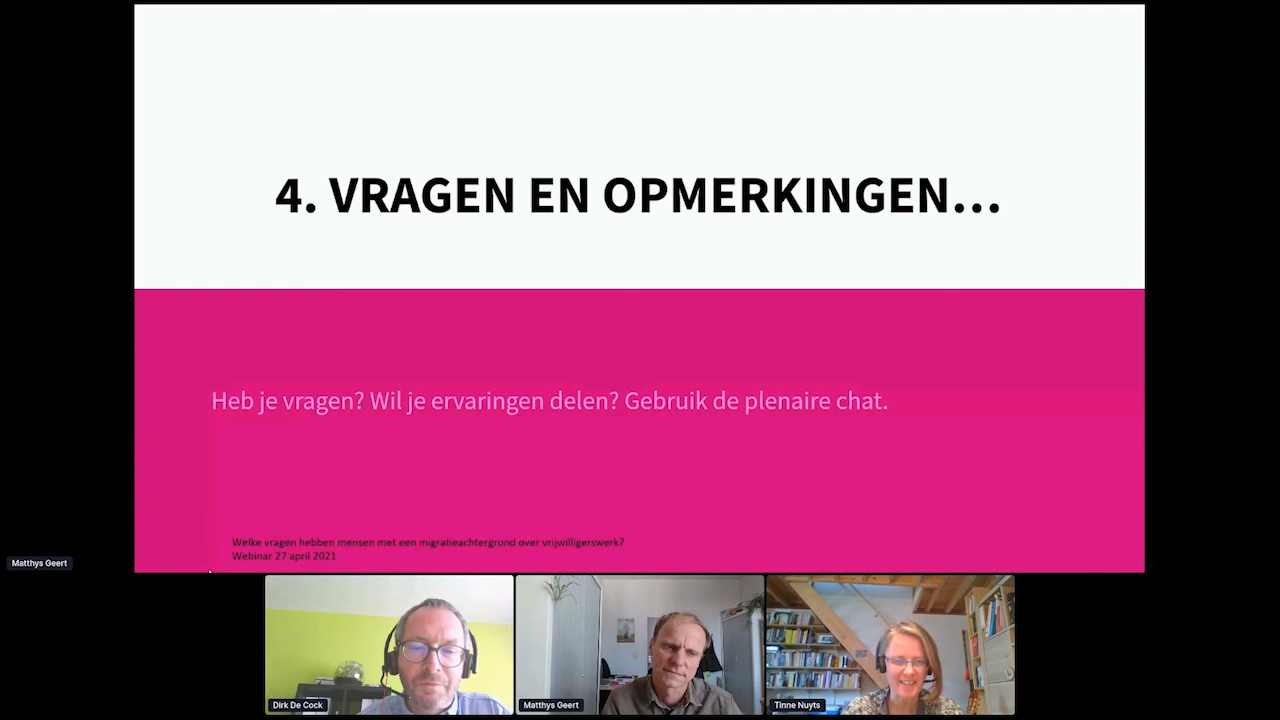 4. VRAGEN EN OPMERKINGEN...
Heb je vragen? Wil je ervaringen delen? Gebruik de plenaire chat.
Welke vragen hebben mensen met een migratieachtergrond over vrijwilligerswerk?
Webinar 27 april 2021
Matthys Geert
Dirk De Cock
Matthys Geert
Tinne Nuyts